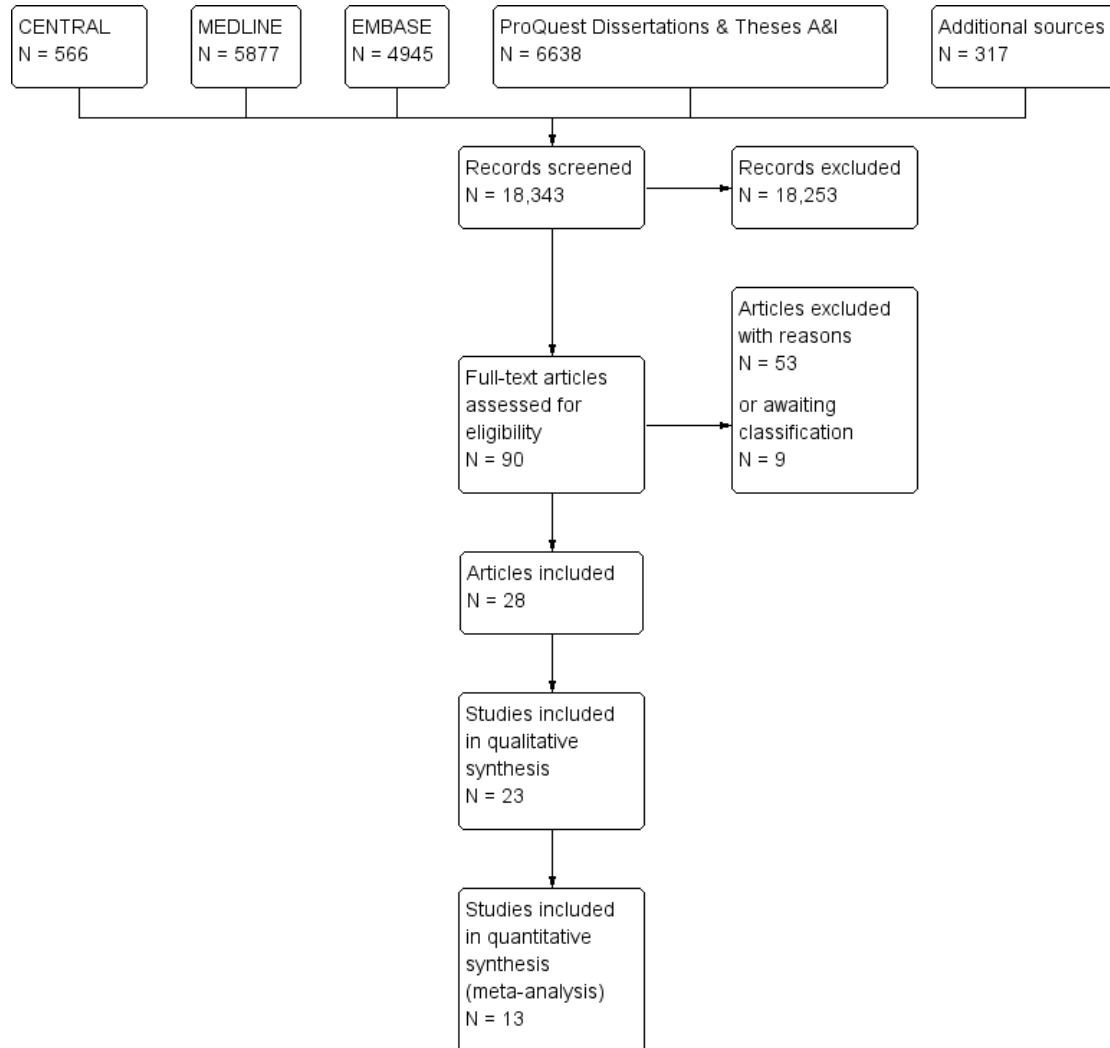 CENTRAL
N = 566
MEDLINE
N = 5877
EMBASE
N = 4945
ProQuest Dissertations & Theses A&I
N = 6638
Additional sources
N = 317
Records screened
N = 18,343
Records excluded
N = 18,253
Full-text articles
assessed for
eligibility
N = 90
Articles excluded
with reasons
N = 53
or awaiting
classification
N = 9
Articles included
N = 28
Studies included
in qualitative
synthesis
N = 23
Studies included
in quantitative
synthesis
(meta-analysis)
N = 13